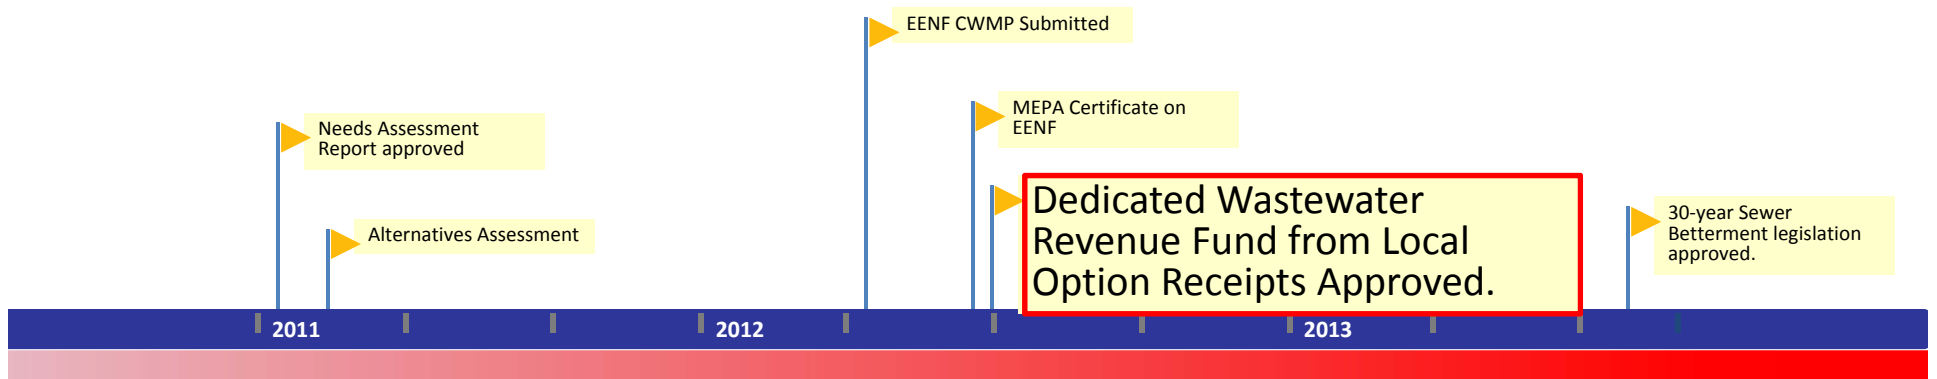 EENF CWMP Submitted
MEPA Certificate on
EENF
Needs Assessment
Report approved
Dedicated Wastewater
Revenue Fund from Local
Option Receipts Approved.
30-year Sewer
Betterment legislation
approved.
Alternatives Assessment
2011
2012
2013